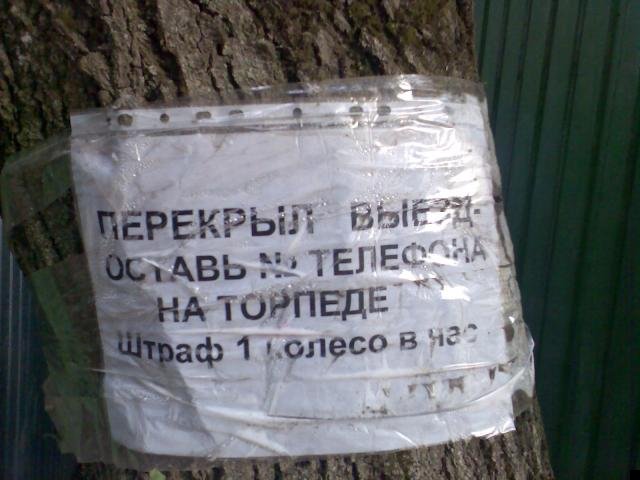 ПЕРЕКРЫЛ ВЫЕЗД-
ОСТАВЬ № ТЕЛЕФОНА
НА ТОРПЕДЕ
Штраф 1 колесо в час